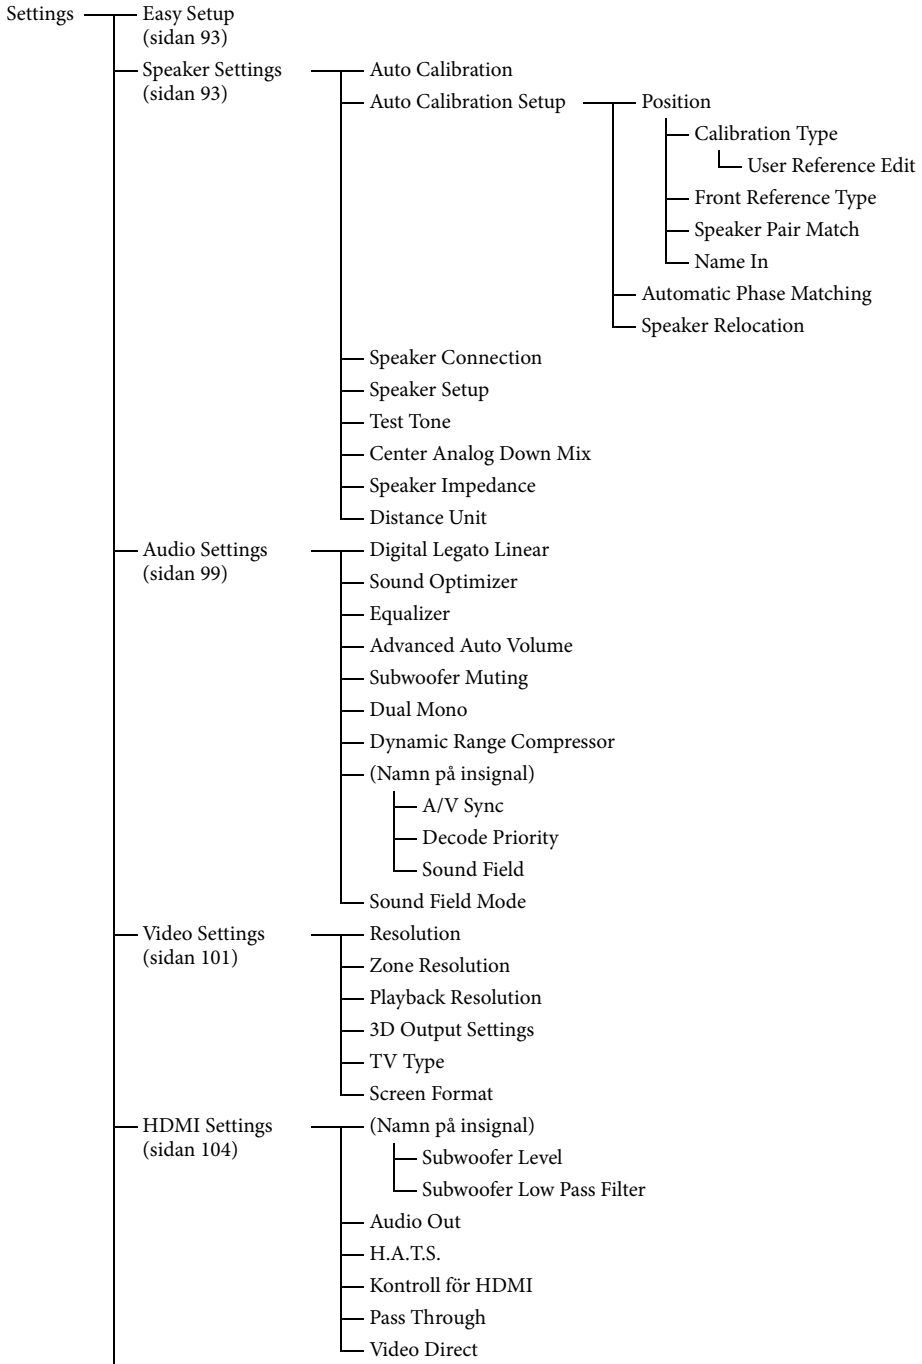 Settings
Easy Setup
(sidan 93)
Speaker Settings
(sidan 93)
Auto Calibration
Auto Calibration Setup
Position
Calibration Type
User Reference Edit
Front Reference Type
Speaker Pair Match
Name In
Automatic Phase Matching
Speaker Relocation
Speaker Connection
Speaker Setup
Test Tone
Center Analog Down Mix
Speaker Impedance
Distance Unit
Audio Settings
(sidan 99)
Digital Legato Linear
Sound Optimizer
Equalizer
Advanced Auto Volume
Subwoofer Muting
Dual Mono
Dynamic Range Compressor
(Namn på insignal)
A/V Sync
Decode Priority
Sound Field
Sound Field Mode
Video Settings
(sidan 101)
Resolution
Zone Resolution
Playback Resolution
3D Output Settings
TV Type
Screen Format
HDMI Settings
(sidan 104)
(Namn på insignal)
Subwoofer Level
Subwoofer Low Pass Filter
Audio Out
H.A.T.S.
Kontroll för HDMI
Pass Through
Video Direct